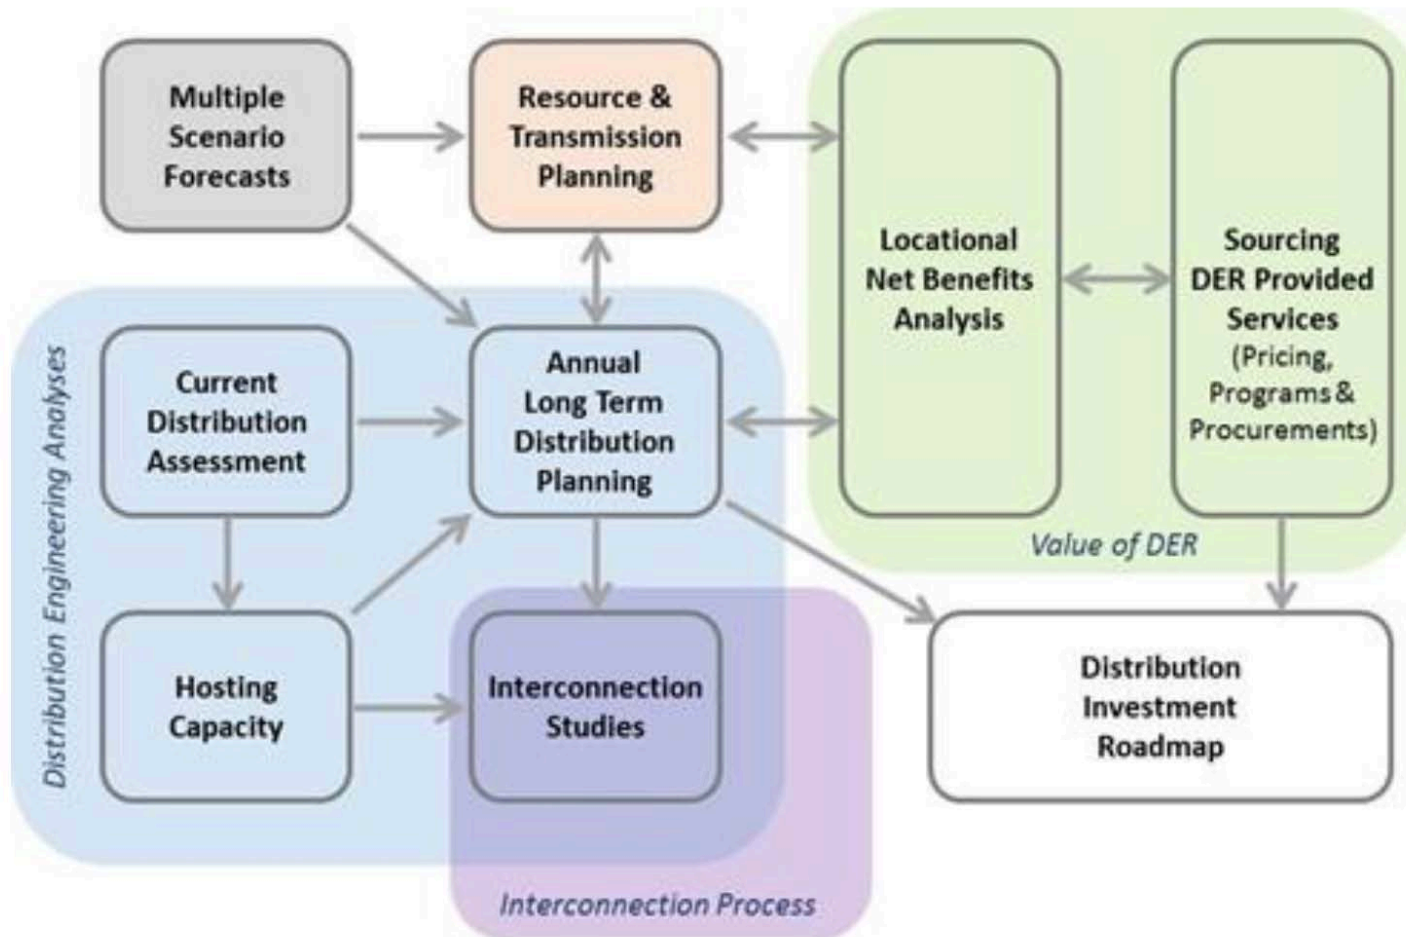 Multiple
Scenario
Forecasts
Resource &
Transmission
Planning
Locational
Net Benefits
Analysis
Sourcing
DER Provided
Services
(Pricing,
Programs &
Procurements)
Value of DER
Distribution Engineering Analyses
Current
Distribution
Assessment
Annual
Long Term
Distribution
Planning
Hosting
Capacity
Interconnection
Studies
Interconnection Process
Distribution
Investment
Roadmap